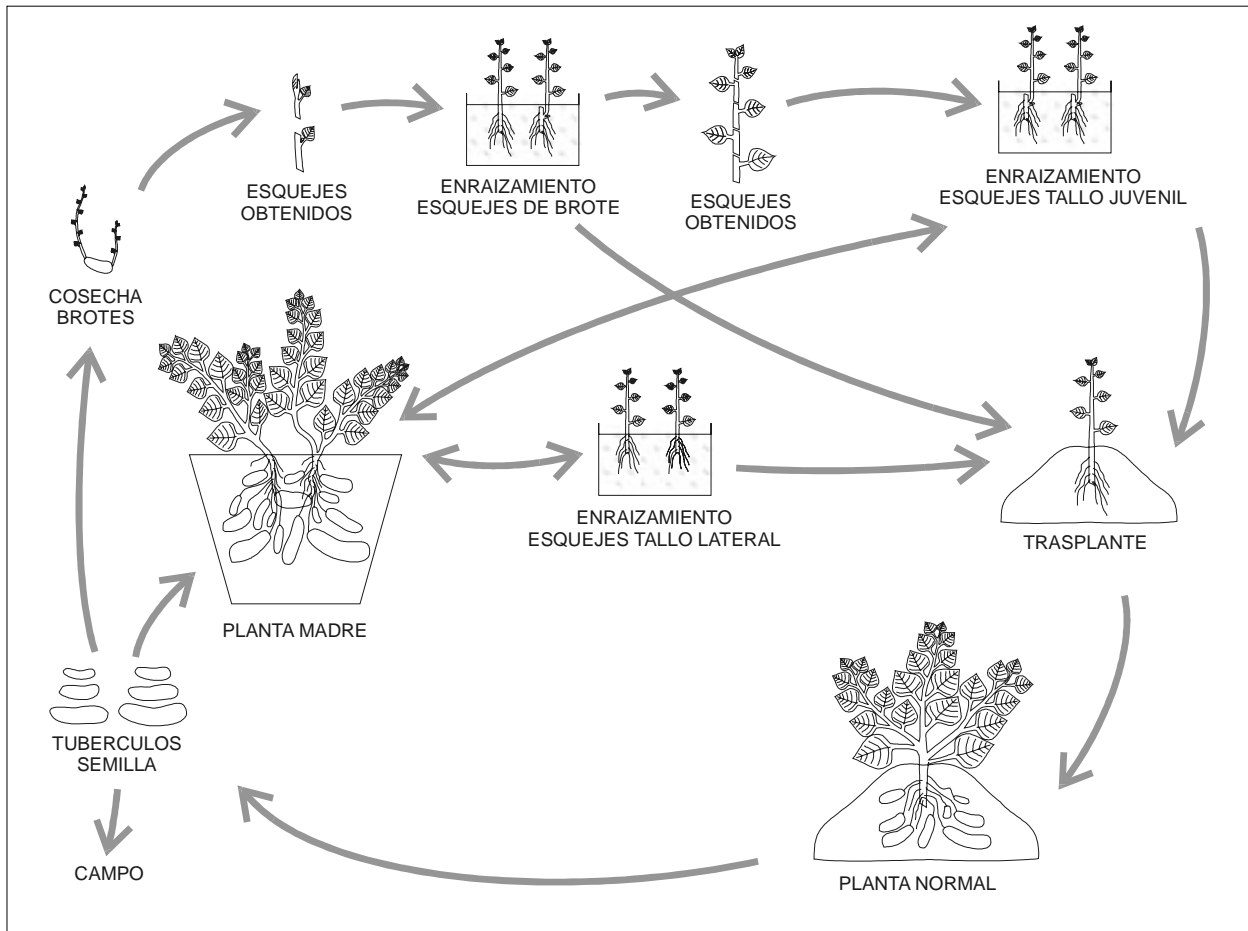 ESQUEJES
OBTENIDOS
ENRAIZAMIENTO
ESQUEJES DE BROTE
ESQUEJES
OBTENIDOS
ENRAIZAMIENTO
ESQUEJES TALLO JUVENIL
COSECHA
BROTES
ENRAIZAMIENTO
ESQUEJES TALLO LATERAL
TRASPLANTE
PLANTA MADRE
TUBERCULOS
SEMILLA
CAMPO
PLANTA NORMAL